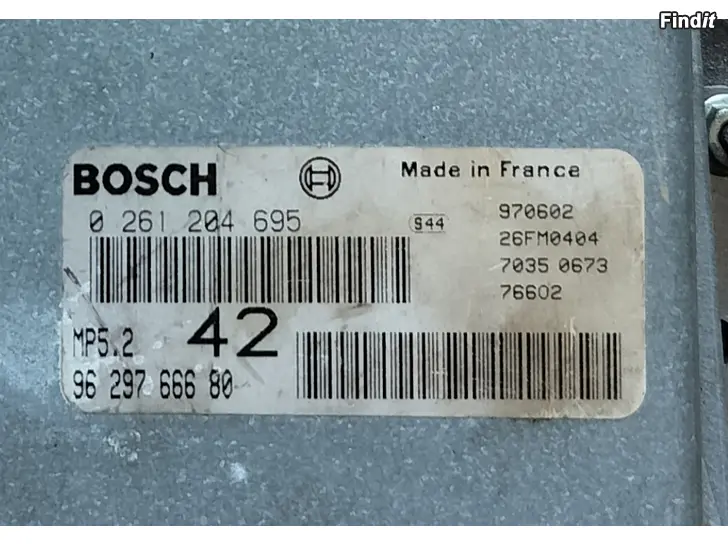 Findit
BOSCH
Made in France
0 261 204 695
S44
970602
26FM0404
7035 0673
76602
MP5.2
42
96 297 666 80